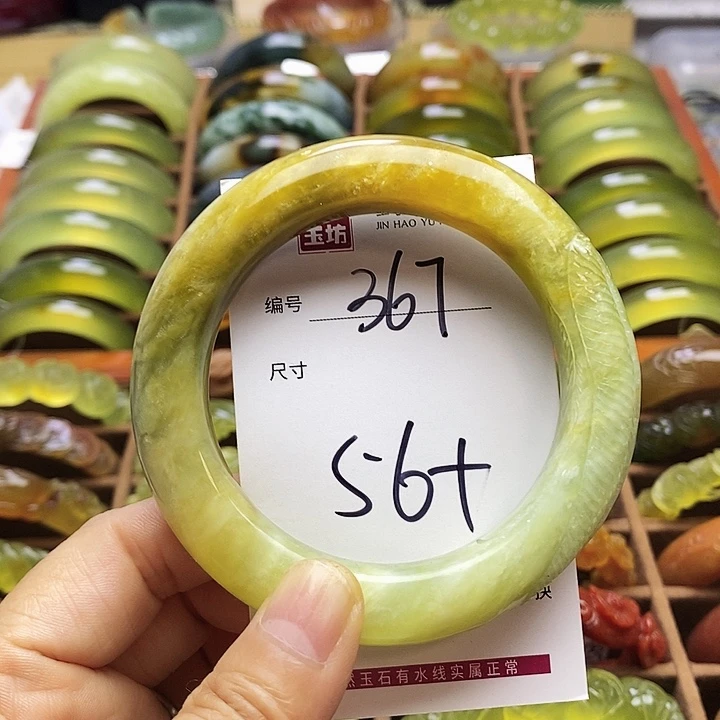 玉坊
JIN HAO YU
编号 367
尺寸
56+
然玉石有水线实属正常